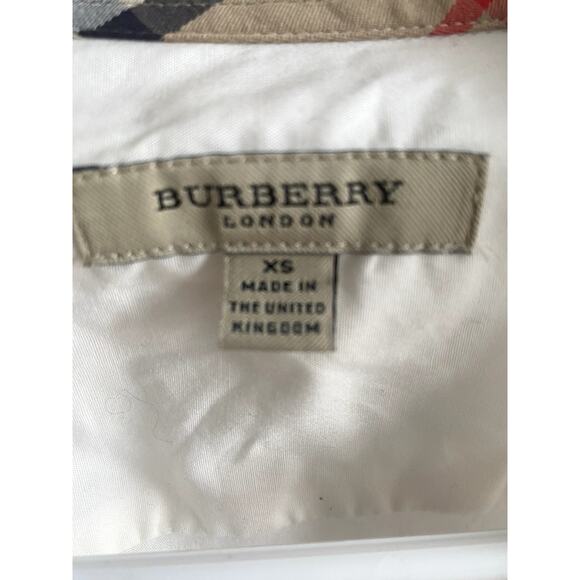 BURBERRY
LONDON
XS
MADE IN
THE UNITED
KINGDOM